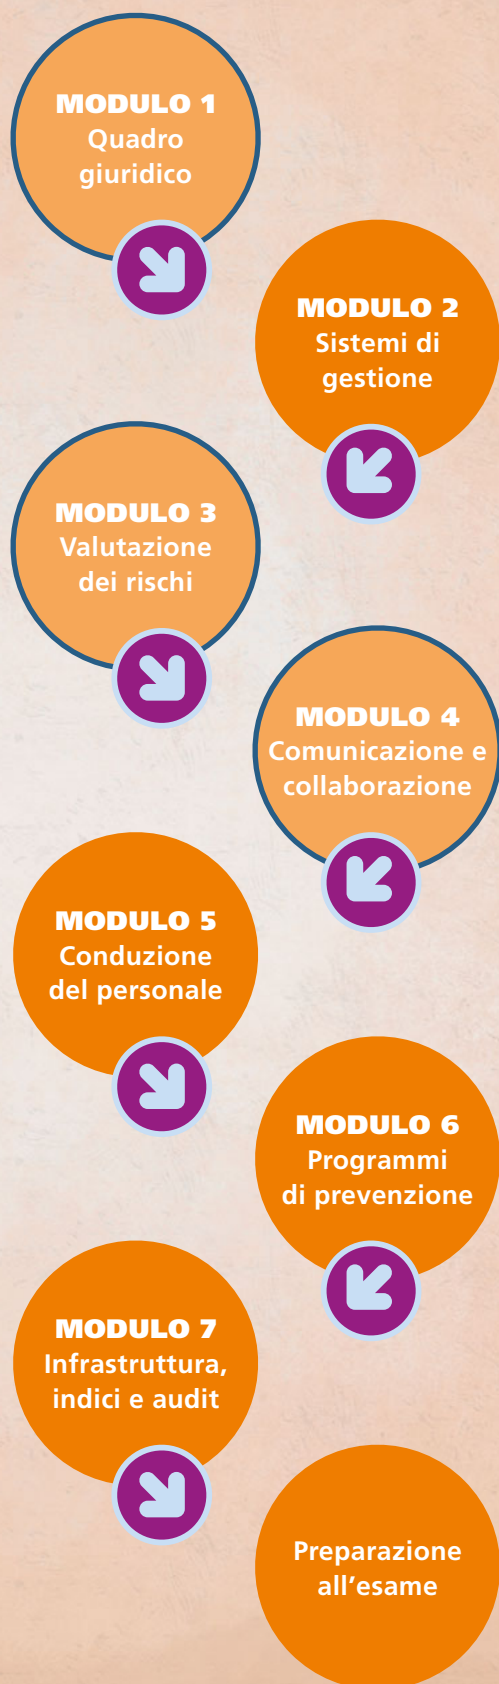 MODULO 1
Quadro
giuridico
MODULO 2
Sistemi di
gestione
MODULO 3
Valutazione
dei rischi
MODULO 4
Comunicazione e
collaborazione
MODULO 5
Conduzione
del personale
MODULO 6
Programmi
di prevenzione
MODULO 7
Infrastruttura,
indici e audit
Preparazione
all’esame